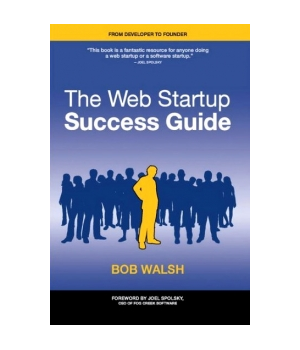 FROM DEVELOPER TO FOUNDER
"This book is a fantastic resource for anyone doing
a web startup or a software startup."
— JOEL SPOLSKY
The Web Startup
Success Guide
BOB WALSH
FOREWORD BY JOEL SPOLSKY,
CEO OF FOG CREEK SOFTWARE